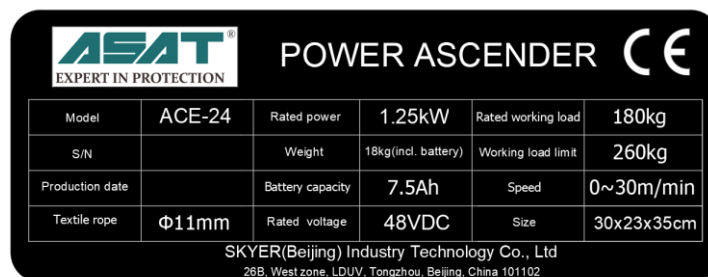 ASAT®
EXPERT IN PROTECTION
POWER ASCENDER CE
Model ACE-24 Rated power 1.25kW Rated working load 180kg
S/N Weight 18kg(incl. battery) Working load limit 260kg
Production date Battery capacity 7.5Ah Speed 0~30m/min
Textile rope Φ11mm Rated voltage 48VDC Size 30x23x35cm
SKYER(Beijing) Industry Technology Co., Ltd
26B, West zone, LDUV, Tongzhou, Beijing, China 101102